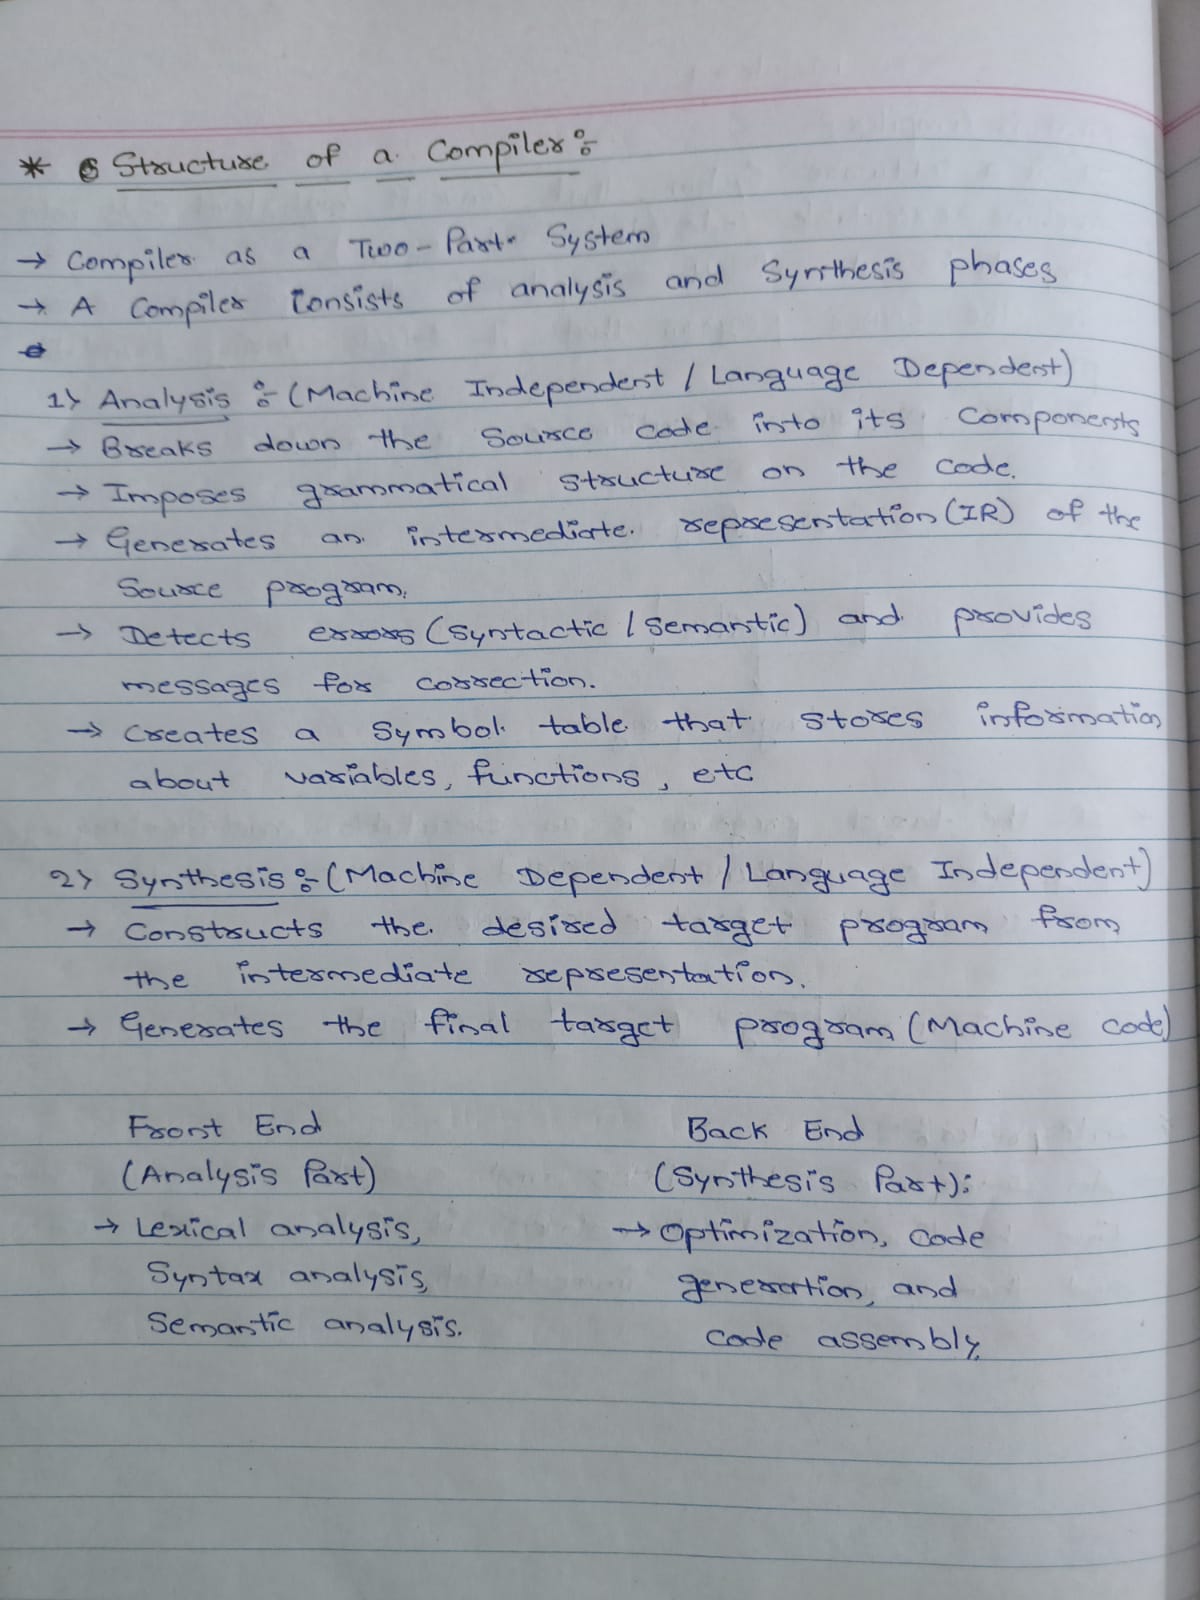 * Structure of a Compiler :-
→ Compiler as a Two-Part System
→ A Compiler Consists of analysis and Synthesis phases
1) Analysis :- (Machine Independent / Language Dependent)
→ Breaks down the Source code into its Components
→ Imposes grammatical structure on the code.
→ Generates an intermediate representation (IR) of the
Source program.
→ Detects errors (Syntactic / Semantic) and provides
messages for correction.
→ Creates a Symbol table that stores information
about variables, functions, etc
2) Synthesis :- (Machine Dependent / Language Independent)
→ Constructs the desired target program from
the intermediate representation.
→ Generates the final target program (Machine code)
Front End
(Analysis Part)
→ Lexical analysis,
Syntax analysis,
Semantic analysis.
Back End
(Synthesis Part):
→ Optimization, code
generation, and
code assembly,